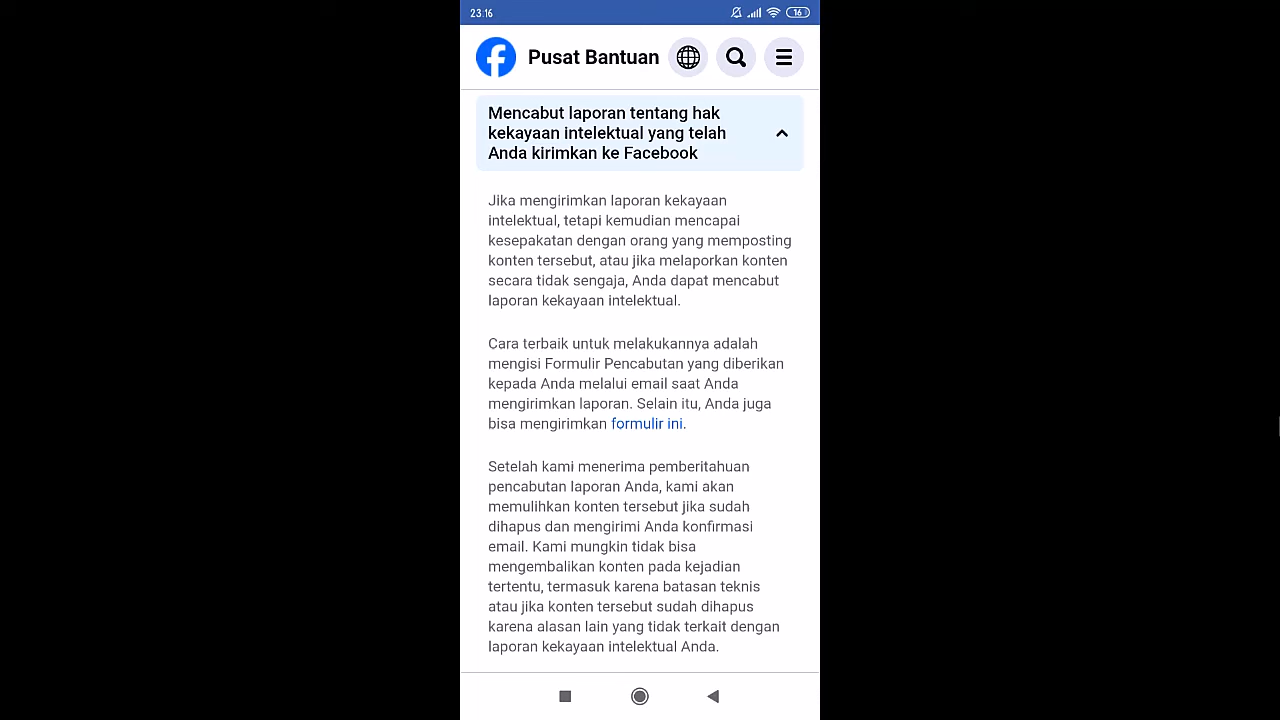 23:16
16
Pusat Bantuan
Mencabut laporan tentang hak
kekayaan intelektual yang telah
Anda kirimkan ke Facebook
Jika mengirimkan laporan kekayaan
intelektual, tetapi kemudian mencapai
kesepakatan dengan orang yang memposting
konten tersebut, atau jika melaporkan konten
secara tidak sengaja, Anda dapat mencabut
laporan kekayaan intelektual.
Cara terbaik untuk melakukannya adalah
mengisi Formulir Pencabutan yang diberikan
kepada Anda melalui email saat Anda
mengirimkan laporan. Selain itu, Anda juga
bisa mengirimkan formulir ini.
Setelah kami menerima pemberitahuan
pencabutan laporan Anda, kami akan
memulihkan konten tersebut jika sudah
dihapus dan mengirimi Anda konfirmasi
email. Kami mungkin tidak bisa
mengembalikan konten pada kejadian
tertentu, termasuk karena batasan teknis
atau jika konten tersebut sudah dihapus
karena alasan lain yang tidak terkait dengan
laporan kekayaan intelektual Anda.